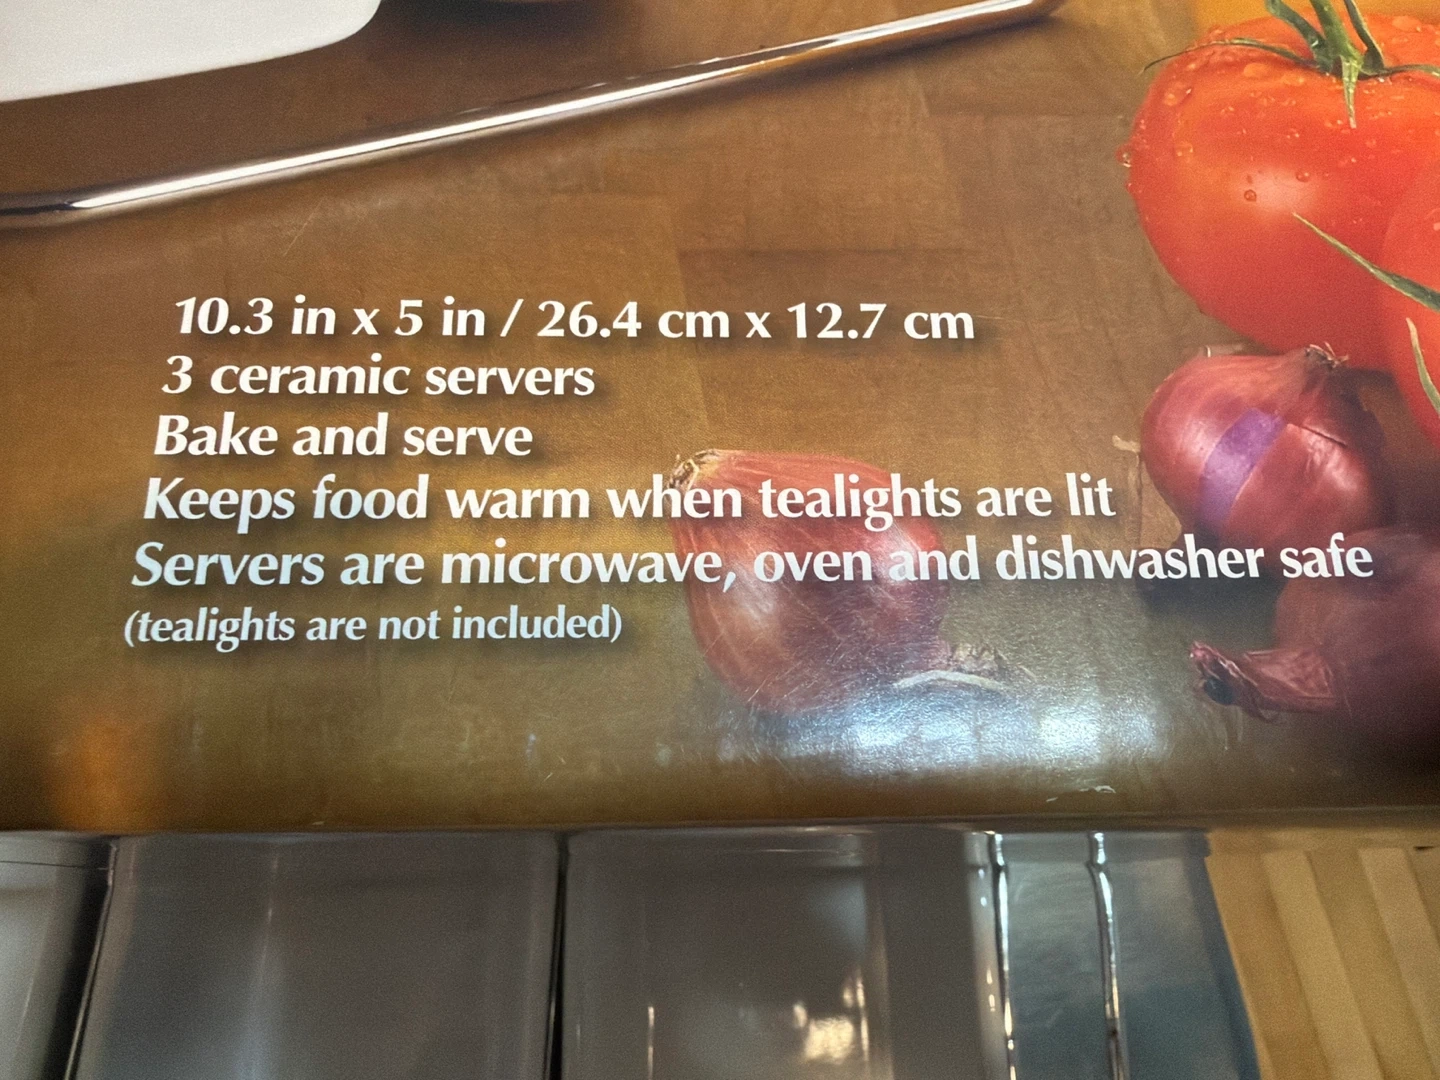 10.3 in x 5 in / 26.4 cm x 12.7 cm
3 ceramic servers
Bake and serve
Keeps food warm when tealights are lit
Servers are microwave, oven and dishwasher safe
(tealights are not included)